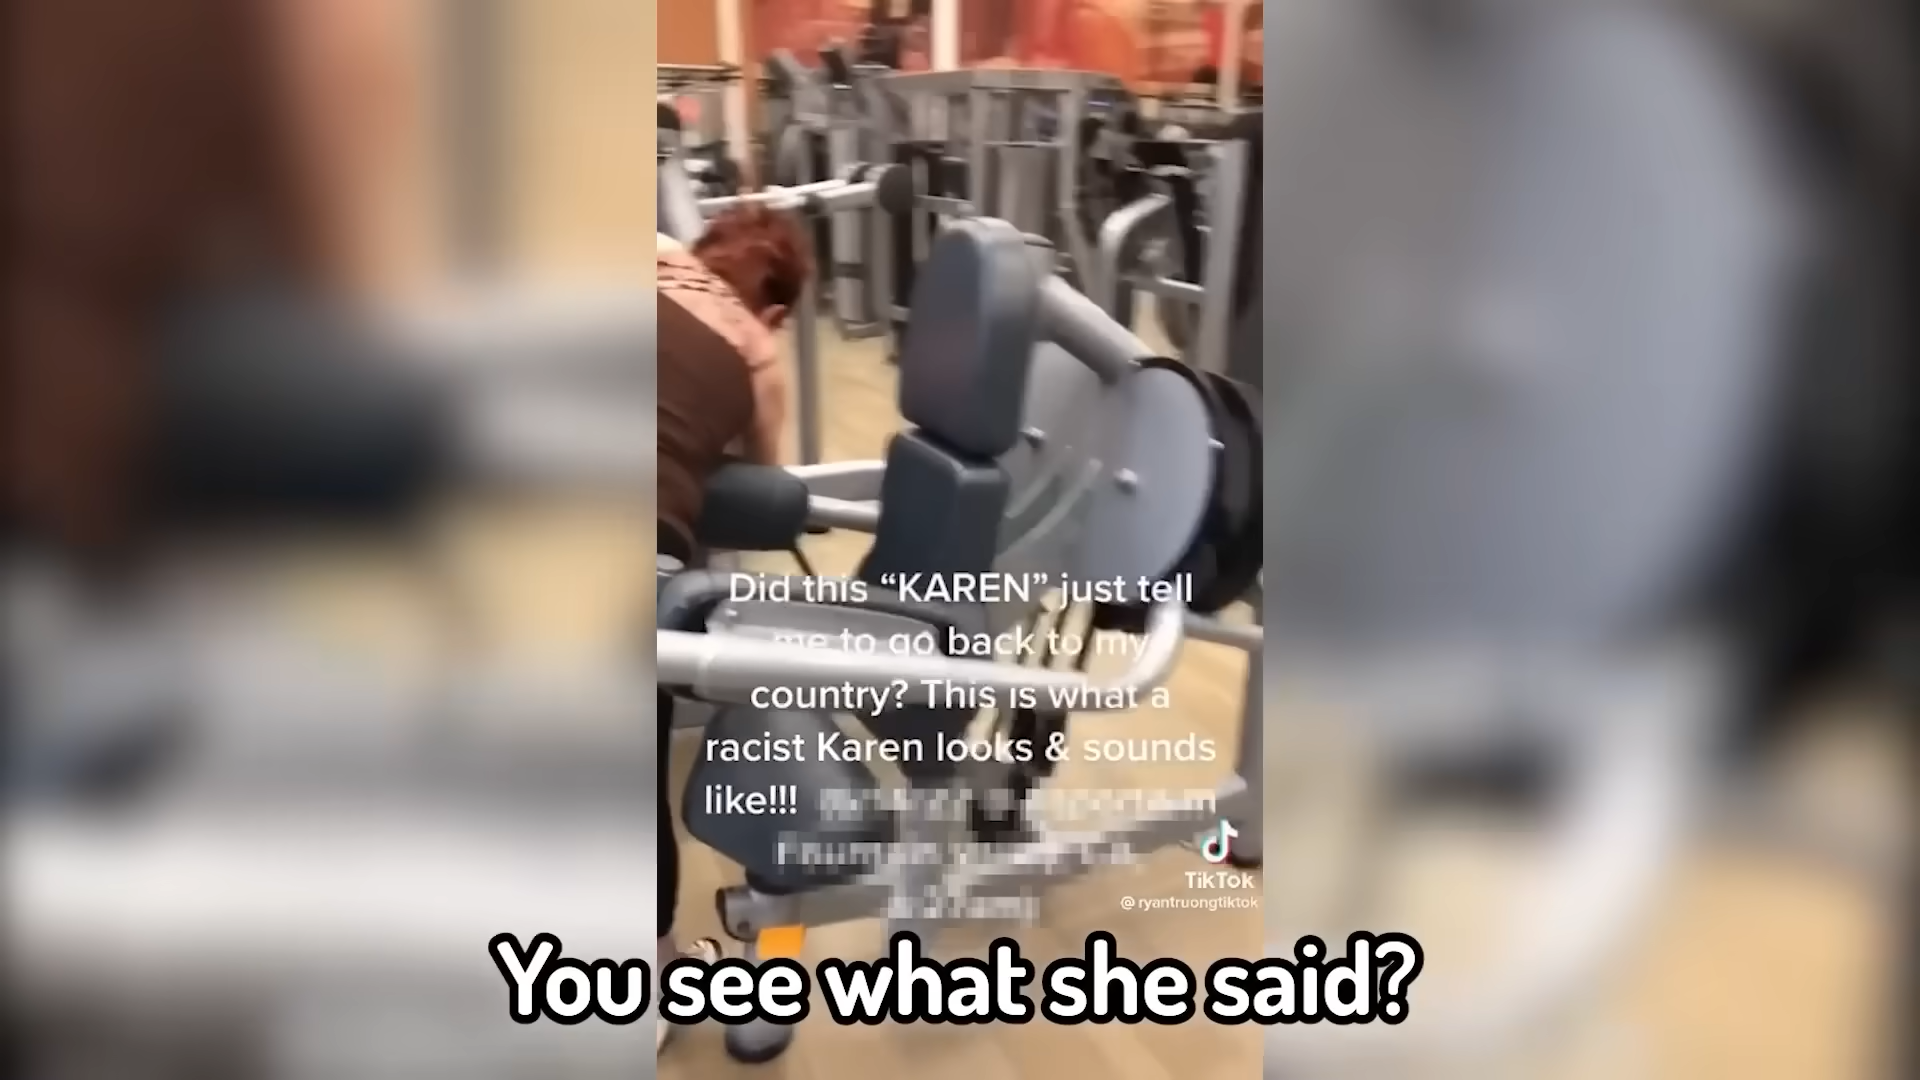 Did this “KAREN” just tell
me to go back to my
country? This is what a
racist Karen looks & sounds
like!!!
TikTok
@ryantruongtiktok
You see what she said?